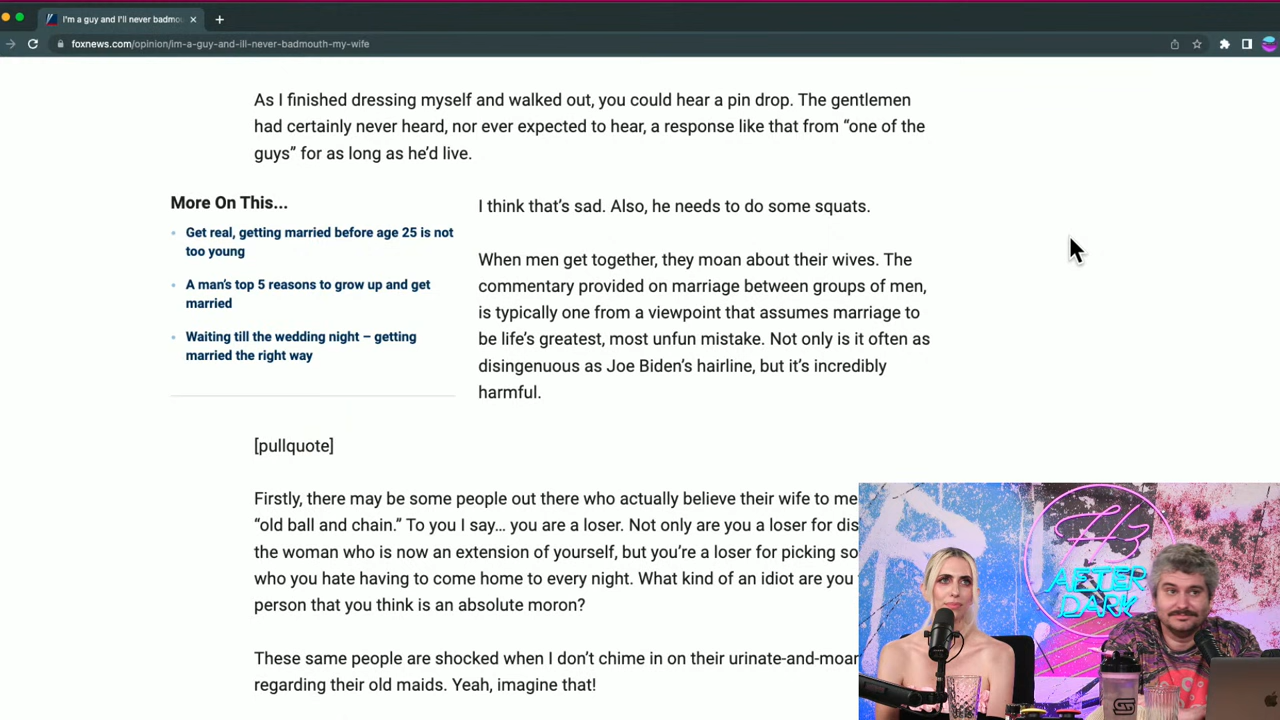 I'm a guy and I'll never badmou
foxnews.com/opinion/im-a-guy-and-ill-never-badmouth-my-wife
As I finished dressing myself and walked out, you could hear a pin drop. The gentlemen
had certainly never heard, nor ever expected to hear, a response like that from “one of the
guys” for as long as he’d live.
More On This...
Get real, getting married before age 25 is not
too young
A man’s top 5 reasons to grow up and get
married
Waiting till the wedding night – getting
married the right way
I think that’s sad. Also, he needs to do some squats.
When men get together, they moan about their wives. The
commentary provided on marriage between groups of men,
is typically one from a viewpoint that assumes marriage to
be life’s greatest, most unfun mistake. Not only is it often as
disingenuous as Joe Biden’s hairline, but it’s incredibly
harmful.
[pullquote]
Firstly, there may be some people out there who actually believe their wife to me
“old ball and chain.” To you I say… you are a loser. Not only are you a loser for dis
the woman who is now an extension of yourself, but you’re a loser for picking so
who you hate having to come home to every night. What kind of an idiot are you
person that you think is an absolute moron?
These same people are shocked when I don’t chime in on their urinate-and-moan
regarding their old maids. Yeah, imagine that!
H3
AFTER
DARK